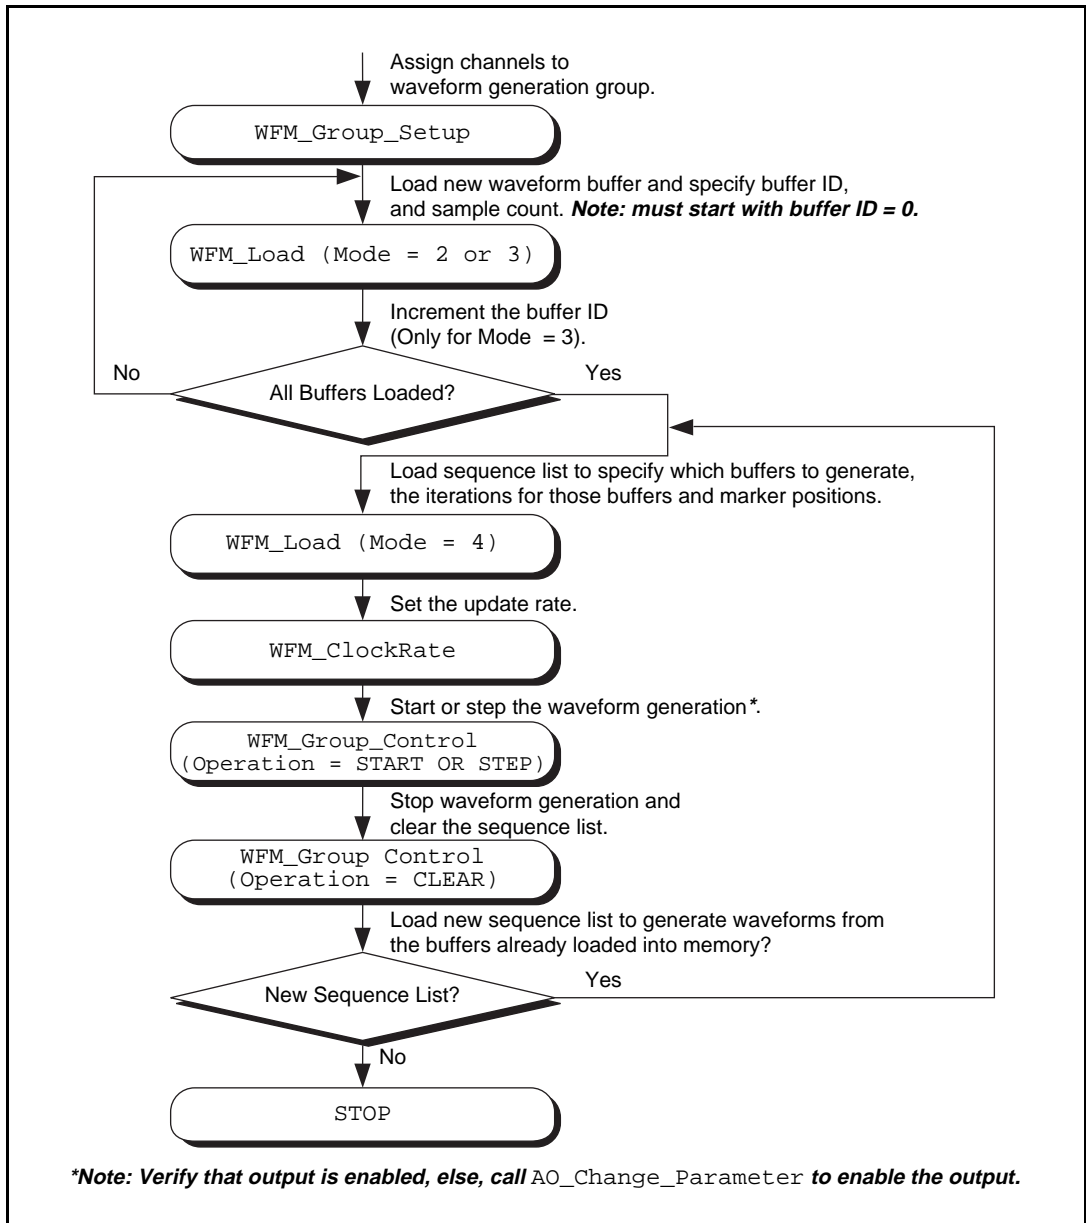 Assign channels to
waveform generation group.
WFM_Group_Setup
Load new waveform buffer and specify buffer ID,
and sample count. Note: must start with buffer ID = 0.
WFM_Load (Mode = 2 or 3)
Increment the buffer ID
(Only for Mode = 3).
No
Yes
All Buffers Loaded?
Load sequence list to specify which buffers to generate,
the iterations for those buffers and marker positions.
WFM_Load (Mode = 4)
Set the update rate.
WFM_ClockRate
Start or step the waveform generation*.
WFM_Group_Control
(Operation = START OR STEP)
Stop waveform generation and
clear the sequence list.
WFM_Group Control
(Operation = CLEAR)
Load new sequence list to generate waveforms from
the buffers already loaded into memory?
Yes
New Sequence List?
No
STOP
*Note: Verify that output is enabled, else, call AO_Change_Parameter to enable the output.